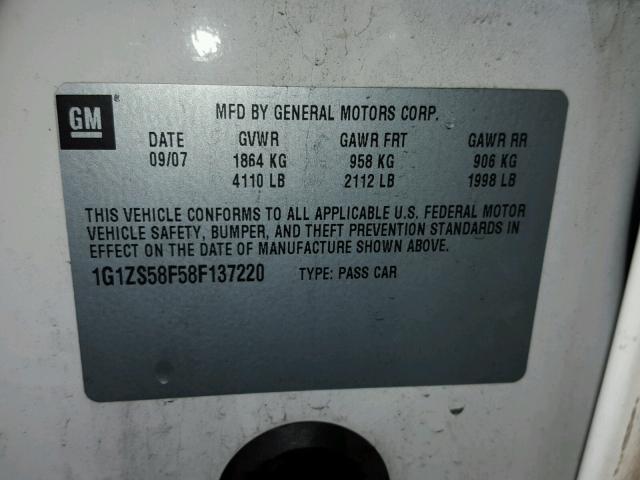 GM ®
MFD BY GENERAL MOTORS CORP.
DATE GVWR GAWR FRT GAWR RR
09/07 1864 KG 958 KG 906 KG
4110 LB 2112 LB 1998 LB
THIS VEHICLE CONFORMS TO ALL APPLICABLE U.S. FEDERAL MOTOR
VEHICLE SAFETY, BUMPER, AND THEFT PREVENTION STANDARDS IN
EFFECT ON THE DATE OF MANUFACTURE SHOWN ABOVE.
1G1ZS58F58F137220 TYPE: PASS CAR